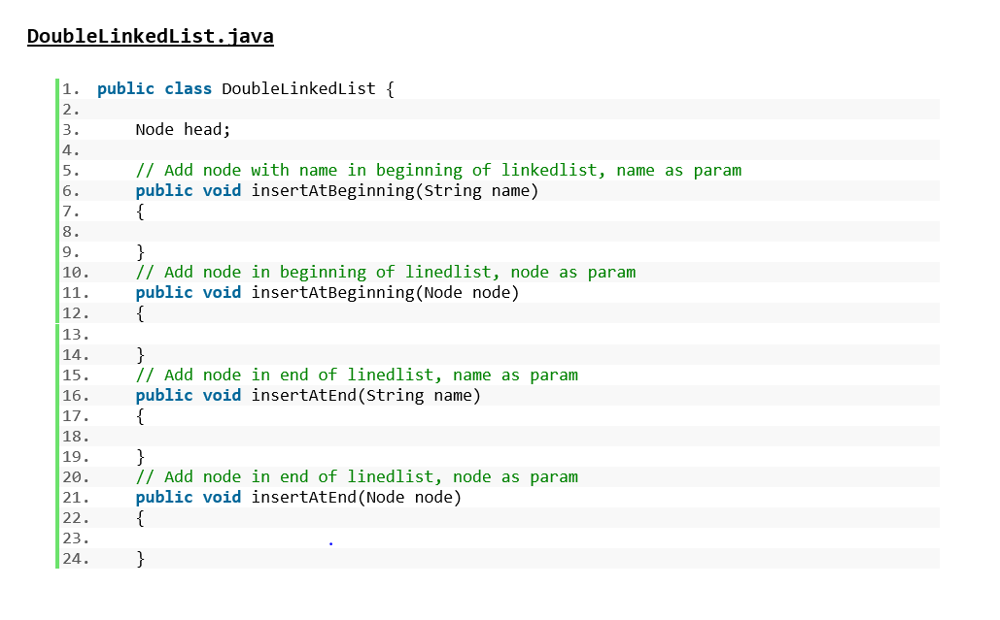 DoubleLinkedList.java
1. public class DoubleLinkedList {
2.
3. Node head;
4.
5. // Add node with name in beginning of linkedlist, name as param
6. public void insertAtBeginning(String name)
7. {
8.
9. }
10. // Add node in beginning of linedlist, node as param
11. public void insertAtBeginning(Node node)
12. {
13.
14. }
15. // Add node in end of linedlist, name as param
16. public void insertAtEnd(String name)
17. {
18.
19. }
20. // Add node in end of linedlist, node as param
21. public void insertAtEnd(Node node)
22. {
23.
24. }